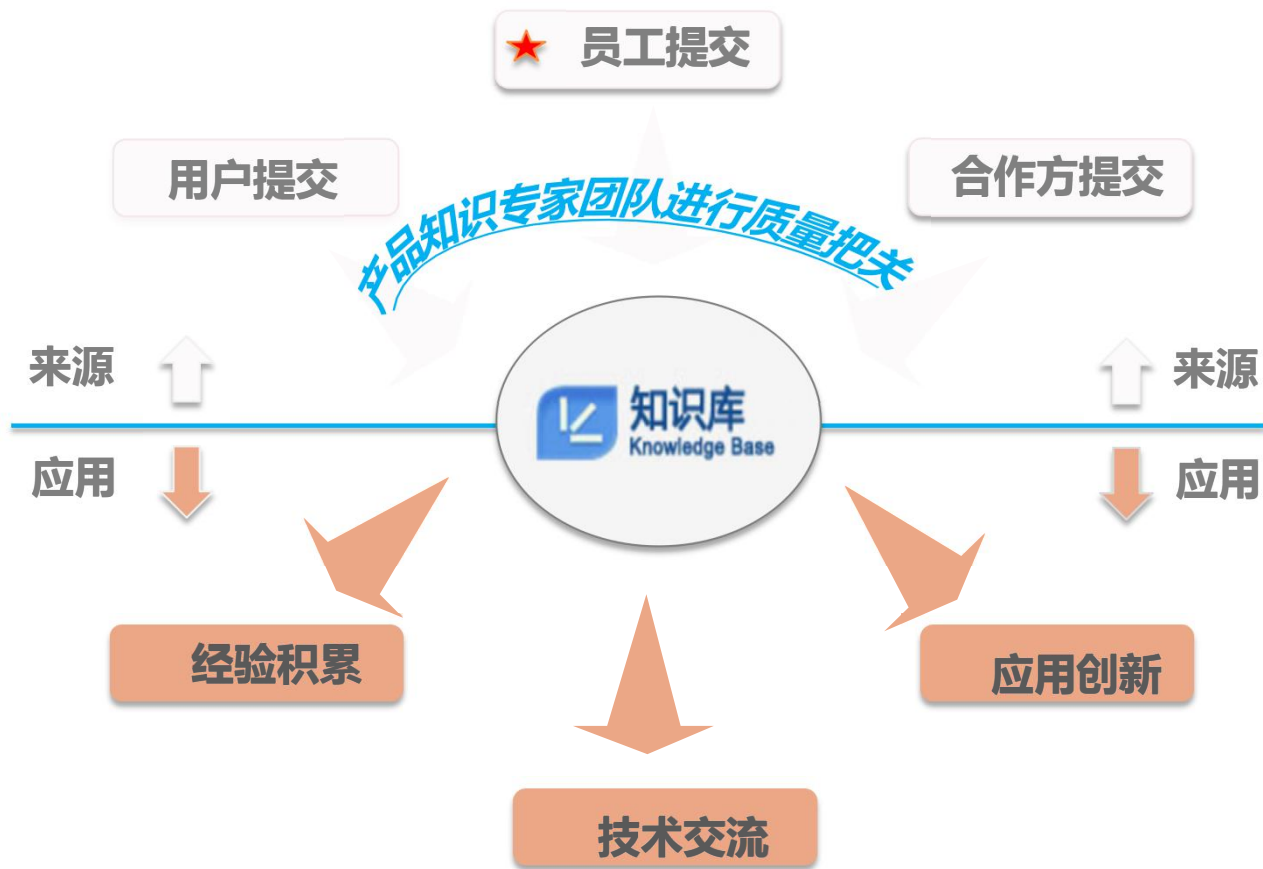 员工提交
用户提交
合作方提交
产品知识专家团队进行质量把关
来源
来源
知识库
Knowledge Base
应用
应用
经验积累
应用创新
技术交流